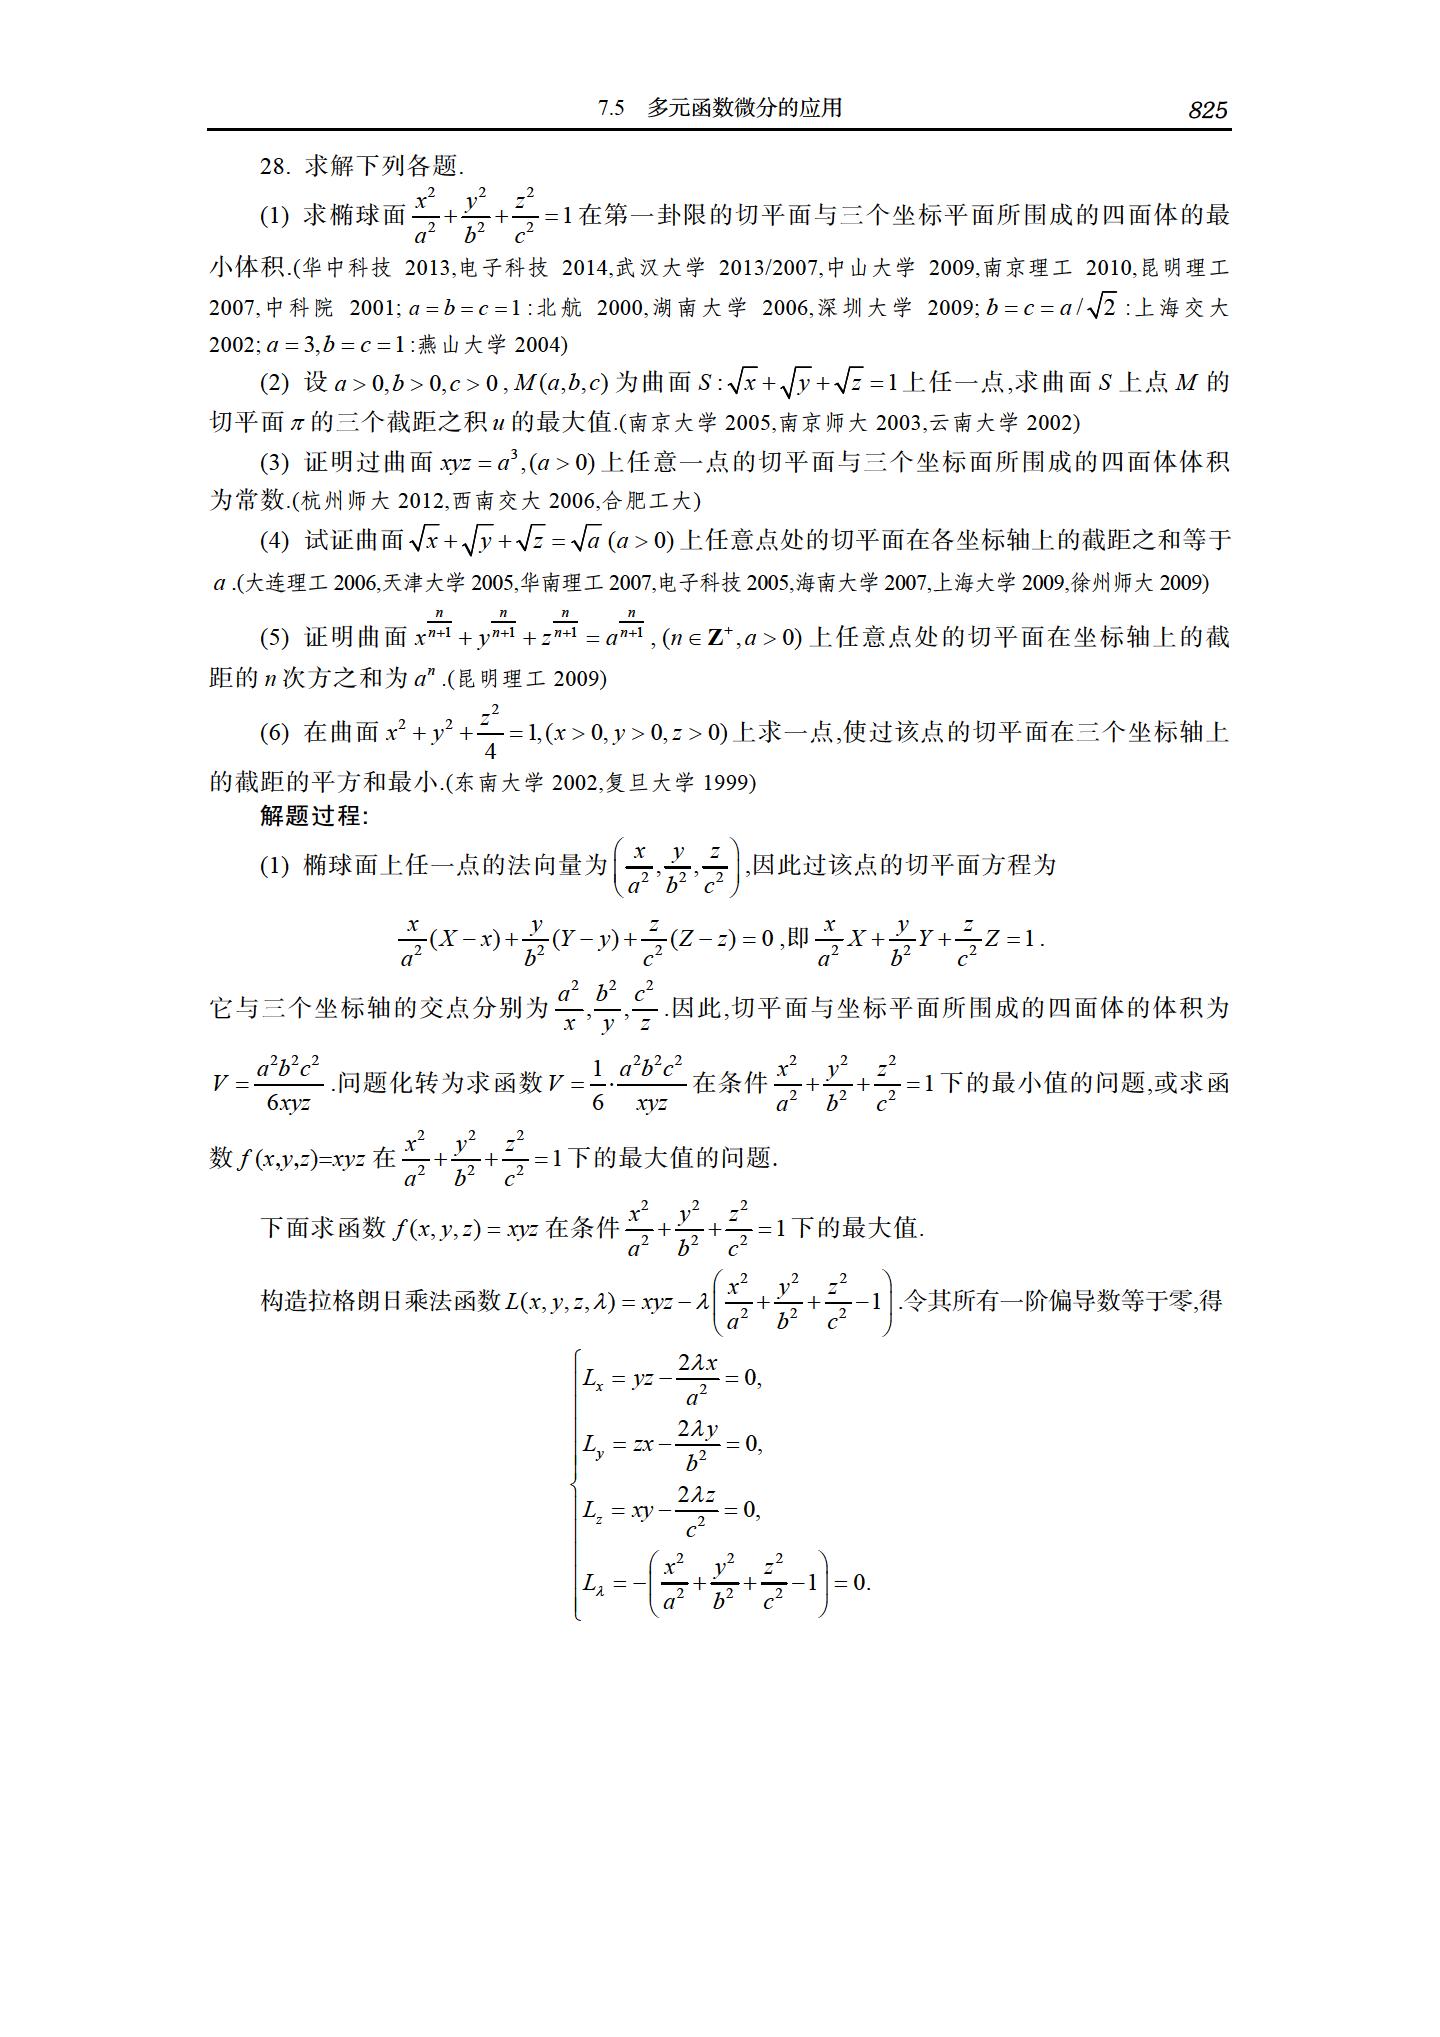 7.5 多元函数微分的应用 825
28. 求解下列各题.
(1) 求椭球面 $\frac{x^2}{a^2}+\frac{y^2}{b^2}+\frac{z^2}{c^2}=1$ 在第一卦限的切平面与三个坐标平面所围成的四面体的最
小体积.(华中科技 2013,电子科技 2014,武汉大学 2013/2007,中山大学 2009,南京理工 2010,昆明理工
2007,中科院 2001; $a=b=c=1$ :北航 2000,湖南大学 2006,深圳大学 2009; $b=c=a/\sqrt{2}$ :上海交大
2002; $a=3,b=c=1$ :燕山大学 2004)
(2) 设 $a>0,b>0,c>0$ , $M(a,b,c)$ 为曲面 $S:\sqrt{x}+\sqrt{y}+\sqrt{z}=1$ 上任一点,求曲面 $S$ 上点 $M$ 的
切平面 $\pi$ 的三个截距之积 $u$ 的最大值.(南京大学 2005,南京师大 2003,云南大学 2002)
(3) 证明过曲面 $xyz=a^3,(a>0)$ 上任意一点的切平面与三个坐标面所围成的四面体体积
为常数.(杭州师大 2012,西南交大 2006,合肥工大)
(4) 试证曲面 $\sqrt{x}+\sqrt{y}+\sqrt{z}=\sqrt{a}\ (a>0)$ 上任意点处的切平面在各坐标轴上的截距之和等于
$a$ .(大连理工 2006,天津大学 2005,华南理工 2007,电子科技 2005,海南大学 2007,上海大学 2009,徐州师大 2009)
(5) 证明曲面 $x^{\frac{n}{n+1}}+y^{\frac{n}{n+1}}+z^{\frac{n}{n+1}}=a^{\frac{n}{n+1}},(n\in\mathbf{Z}^+,a>0)$ 上任意点处的切平面在坐标轴上的截
距的 $n$ 次方之和为 $a^n$ .(昆明理工 2009)
(6) 在曲面 $x^2+y^2+\frac{z^2}{4}=1,(x>0,y>0,z>0)$ 上求一点,使过该点的切平面在三个坐标轴上
的截距的平方和最小.(东南大学 2002,复旦大学 1999)
解题过程:
(1) 椭球面上任一点的法向量为 $\left(\frac{x}{a^2},\frac{y}{b^2},\frac{z}{c^2}\right)$ ,因此过该点的切平面方程为
$\frac{x}{a^2}(X-x)+\frac{y}{b^2}(Y-y)+\frac{z}{c^2}(Z-z)=0$ ,即 $\frac{x}{a^2}X+\frac{y}{b^2}Y+\frac{z}{c^2}Z=1$ .
它与三个坐标轴的交点分别为 $\frac{a^2}{x},\frac{b^2}{y},\frac{c^2}{z}$ .因此,切平面与坐标平面所围成的四面体的体积为
$V=\frac{a^2b^2c^2}{6xyz}$ .问题化转为求函数 $V=\frac{1}{6}\cdot\frac{a^2b^2c^2}{xyz}$ 在条件 $\frac{x^2}{a^2}+\frac{y^2}{b^2}+\frac{z^2}{c^2}=1$ 下的最小值的问题,或求函
数 $f(x,y,z)=xyz$ 在 $\frac{x^2}{a^2}+\frac{y^2}{b^2}+\frac{z^2}{c^2}=1$ 下的最大值的问题.
下面求函数 $f(x,y,z)=xyz$ 在条件 $\frac{x^2}{a^2}+\frac{y^2}{b^2}+\frac{z^2}{c^2}=1$ 下的最大值.
构造拉格朗日乘法函数 $L(x,y,z,\lambda)=xyz-\lambda\left(\frac{x^2}{a^2}+\frac{y^2}{b^2}+\frac{z^2}{c^2}-1\right)$ .令其所有一阶偏导数等于零,得
$L_x=yz-\frac{2\lambda x}{a^2}=0,$
$L_y=zx-\frac{2\lambda y}{b^2}=0,$
$L_z=xy-\frac{2\lambda z}{c^2}=0,$
$L_\lambda=-\left(\frac{x^2}{a^2}+\frac{y^2}{b^2}+\frac{z^2}{c^2}-1\right)=0.$